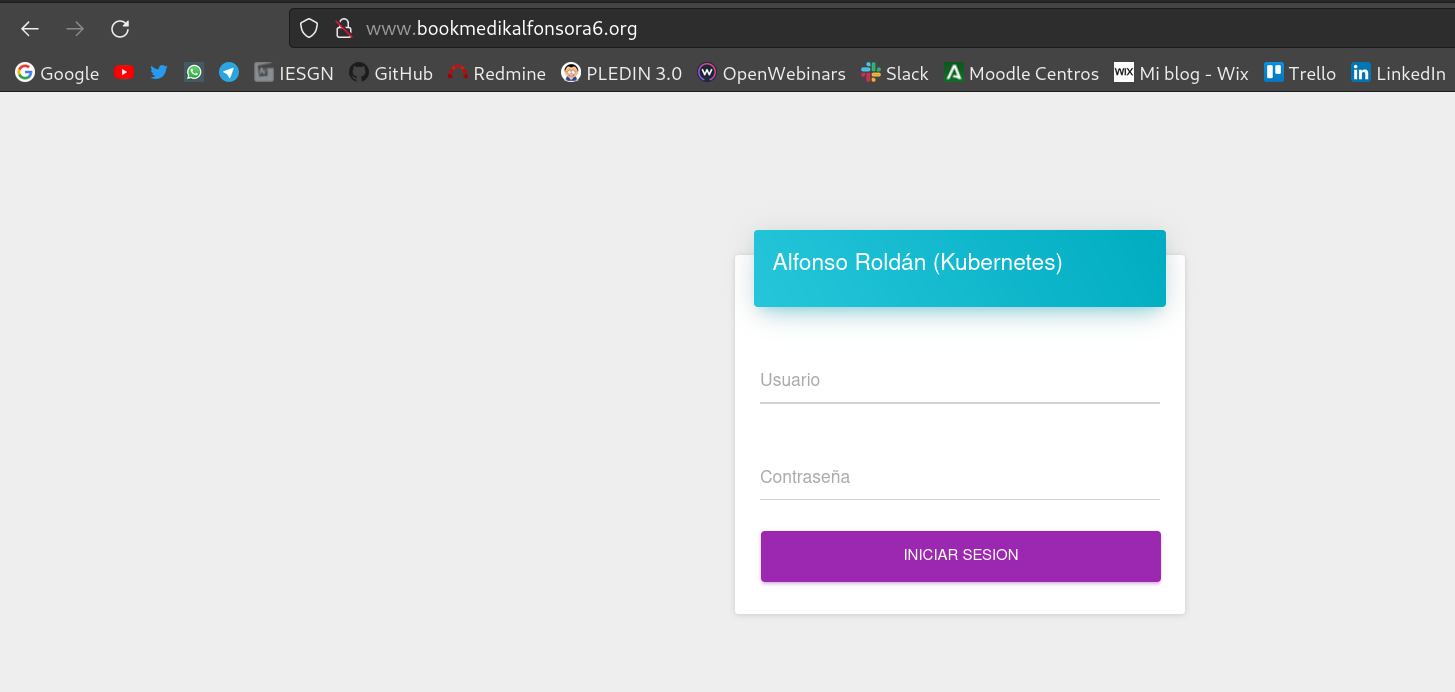 www.bookmedikalfonsora6.org
Google IESGN GitHub Redmine PLEDIN 3.0 OpenWebinars Slack Moodle Centros WIX Mi blog - Wix Trello LinkedIn
Alfonso Roldán (Kubernetes)
Usuario
Contraseña
INICIAR SESION